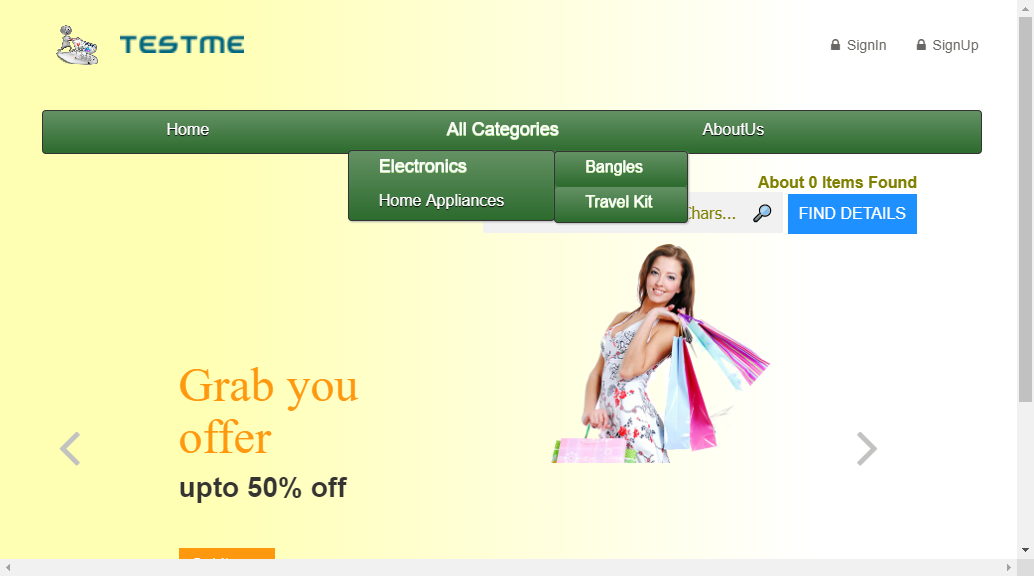 TESTME
SignIn
SignUp
Home
All Categories
AboutUs
Electronics
Bangles
Home Appliances
Travel Kit
About 0 Items Found
Chars...
FIND DETAILS
Grab you
offer
upto 50% off